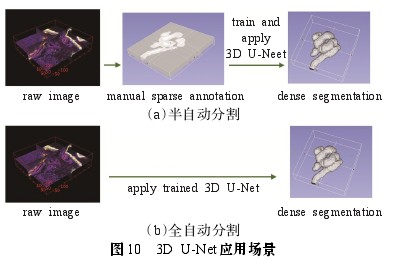 train and
apply
3D U-Neet
raw image manual sparse annotation dense segmentation
(a)半自动分割
apply trained 3D U-Net
raw image dense segmentation
(b)全自动分割
图10 3D U-Net应用场景